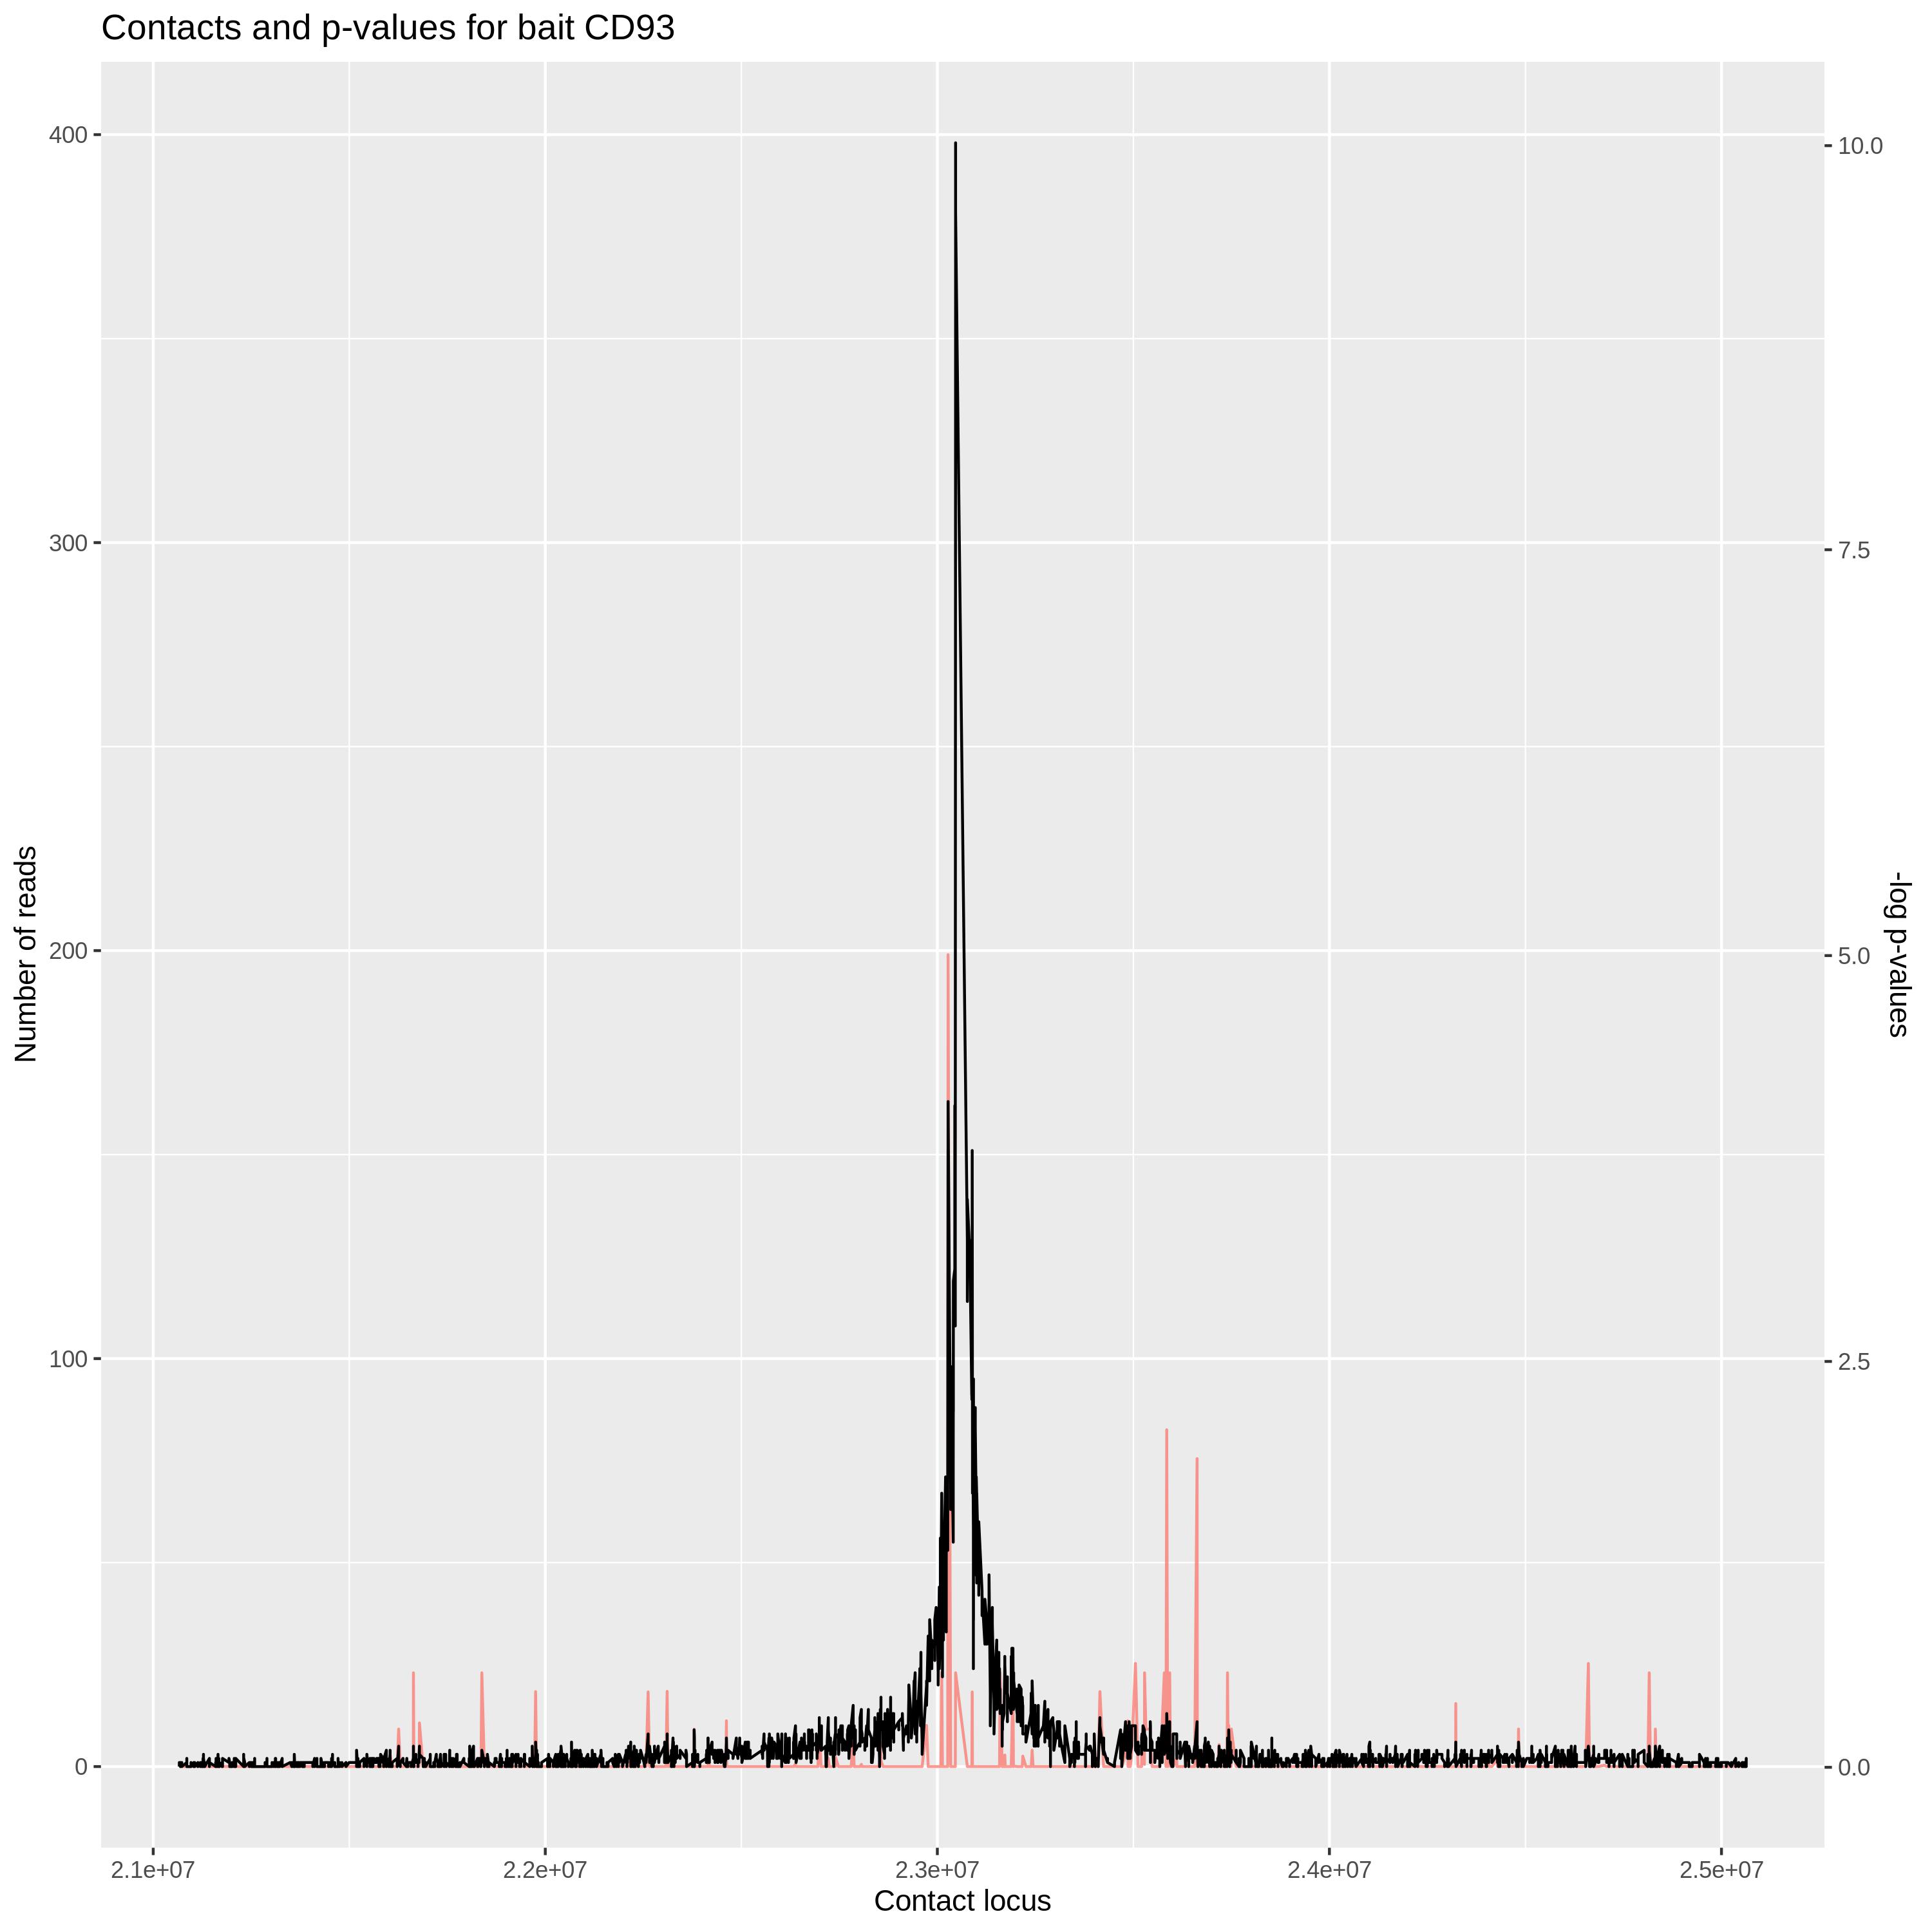 Contacts and p-values for bait CD93
400
300
200
100
0
10.0
7.5
5.0
2.5
0.0
Number of reads
-log p-values
2.1e+07 2.2e+07 2.3e+07 2.4e+07 2.5e+07
Contact locus